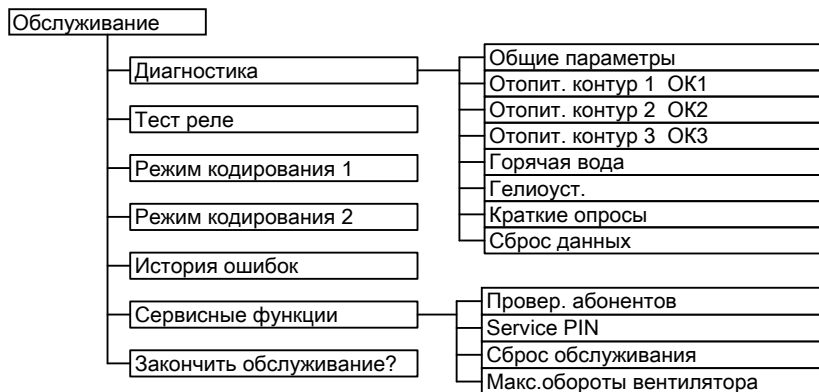 Обслуживание
Диагностика
Общие параметры
Отопит. контур 1 ОК1
Отопит. контур 2 ОК2
Отопит. контур 3 ОК3
Горячая вода
Гелиоуст.
Краткие опросы
Сброс данных
Тест реле
Режим кодирования 1
Режим кодирования 2
История ошибок
Сервисные функции
Провер. абонентов
Service PIN
Сброс обслуживания
Макс.обороты вентилятора
Закончить обслуживание?